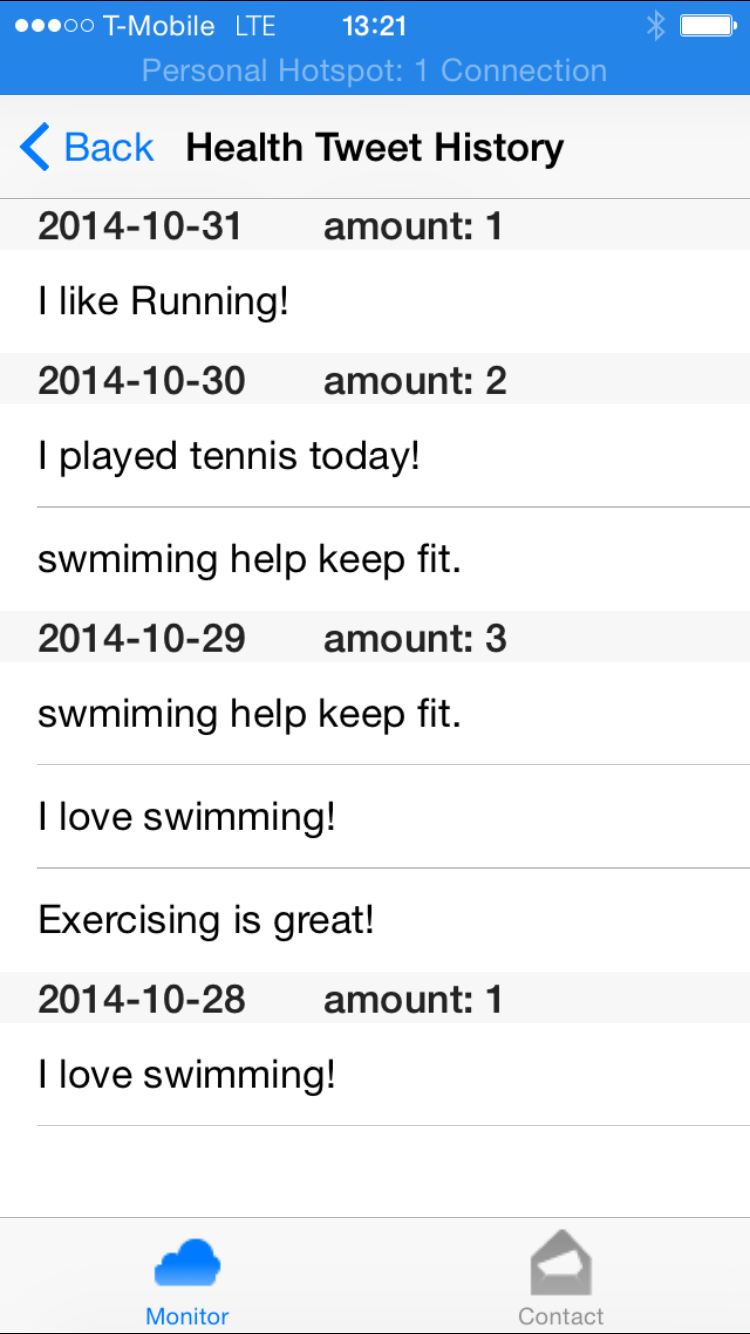 T-Mobile LTE 13:21
Personal Hotspot: 1 Connection
Back Health Tweet History
2014-10-31 amount: 1
I like Running!
2014-10-30 amount: 2
I played tennis today!
swmiming help keep fit.
2014-10-29 amount: 3
swmiming help keep fit.
I love swimming!
Exercising is great!
2014-10-28 amount: 1
I love swimming!
Monitor Contact